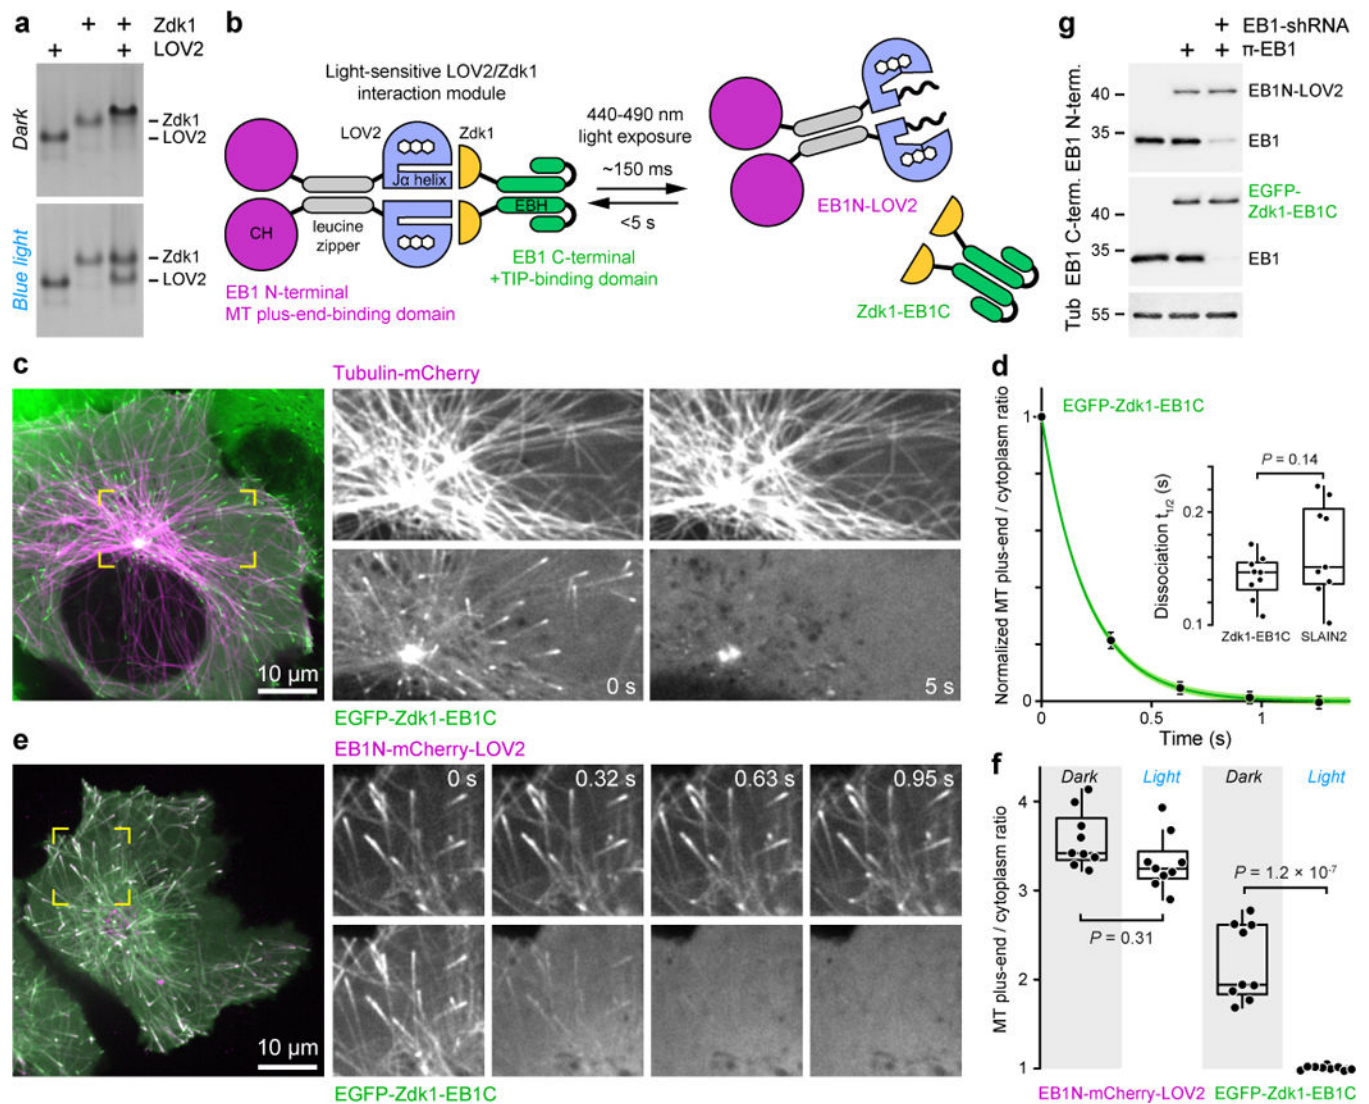 a
+ + Zdk1
+ + LOV2
Dark
Zdk1
LOV2
Blue light
Zdk1
LOV2
b
Light-sensitive LOV2/Zdk1
interaction module
LOV2
Zdk1
Jα helix
CH
leucine
zipper
EBH
EB1 N-terminal
MT plus-end-binding domain
EB1 C-terminal
+TIP-binding domain
440-490 nm
light exposure
~150 ms
<5 s
EB1N-LOV2
Zdk1-EB1C
g
+ EB1-shRNA
+ + π-EB1
EB1 N-term.
40
35
EB1N-LOV2
EB1
EB1 C-term.
40
35
EGFP-
Zdk1-EB1C
EB1
Tub
55
c
Tubulin-mCherry
10 µm
0 s
5 s
EGFP-Zdk1-EB1C
d
Normalized MT plus-end / cytoplasm ratio
1
0
EGFP-Zdk1-EB1C
0
0.5
1
Time (s)
Dissociation t1/2 (s)
0.2
0.1
P = 0.14
Zdk1-EB1C
SLAIN2
e
EB1N-mCherry-LOV2
10 µm
0 s
0.32 s
0.63 s
0.95 s
EGFP-Zdk1-EB1C
f
MT plus-end / cytoplasm ratio
4
3
2
1
Dark
Light
Dark
Light
P = 0.31
P = 1.2 × 10-7
EB1N-mCherry-LOV2
EGFP-Zdk1-EB1C